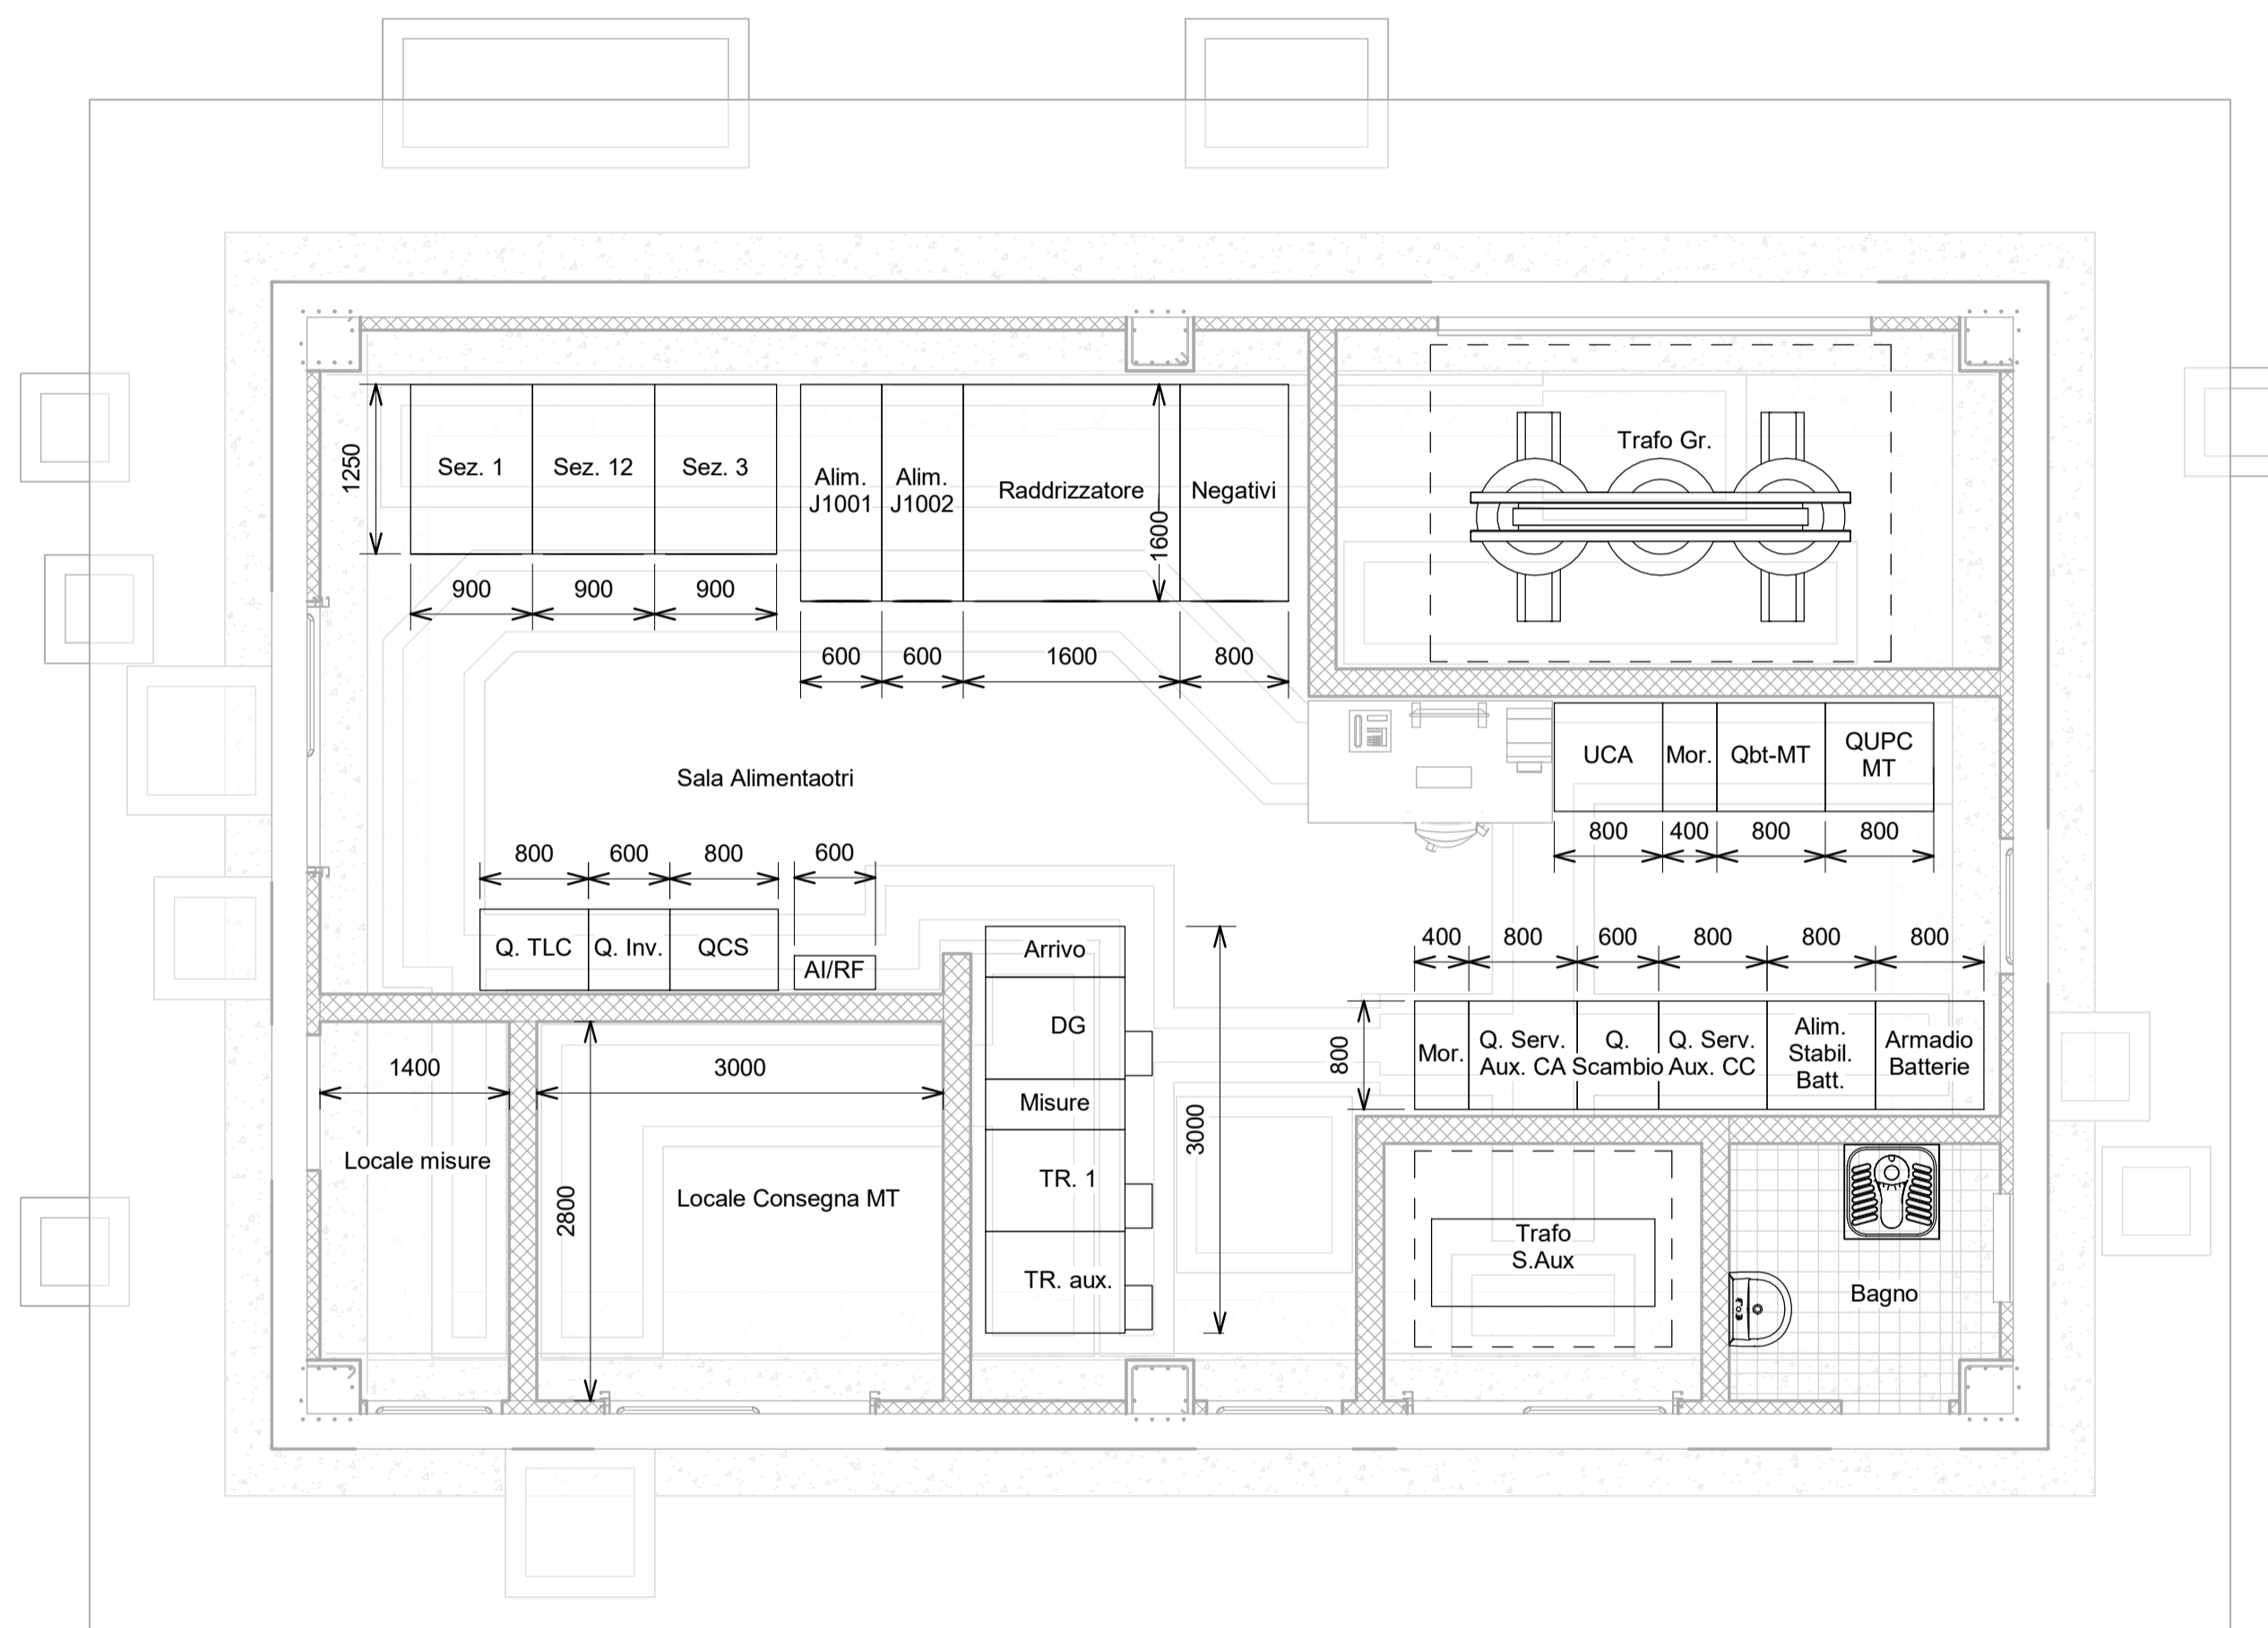 Trafo Gr.
1250
Sez. 1
Sez. 12
Sez. 3
Alim.
J1001
Alim.
J1002
Raddrizzatore
1600
Negativi
900
900
900
600
600
1600
800
UCA
Mor.
Qbt-MT
QUPC
MT
Sala Alimentaotri
800
400
800
800
800
600
800
600
Q. TLC
Q. Inv.
QCS
AI/RF
Arrivo
DG
Misure
TR. 1
TR. aux.
3000
400
800
600
800
800
800
800
Mor.
Q. Serv.
Aux. CA
Q.
Scambio
Q. Serv.
Aux. CC
Alim.
Stabil.
Batt.
Armadio
Batterie
1400
3000
Locale misure
2800
Locale Consegna MT
Trafo
S.Aux
Bagno